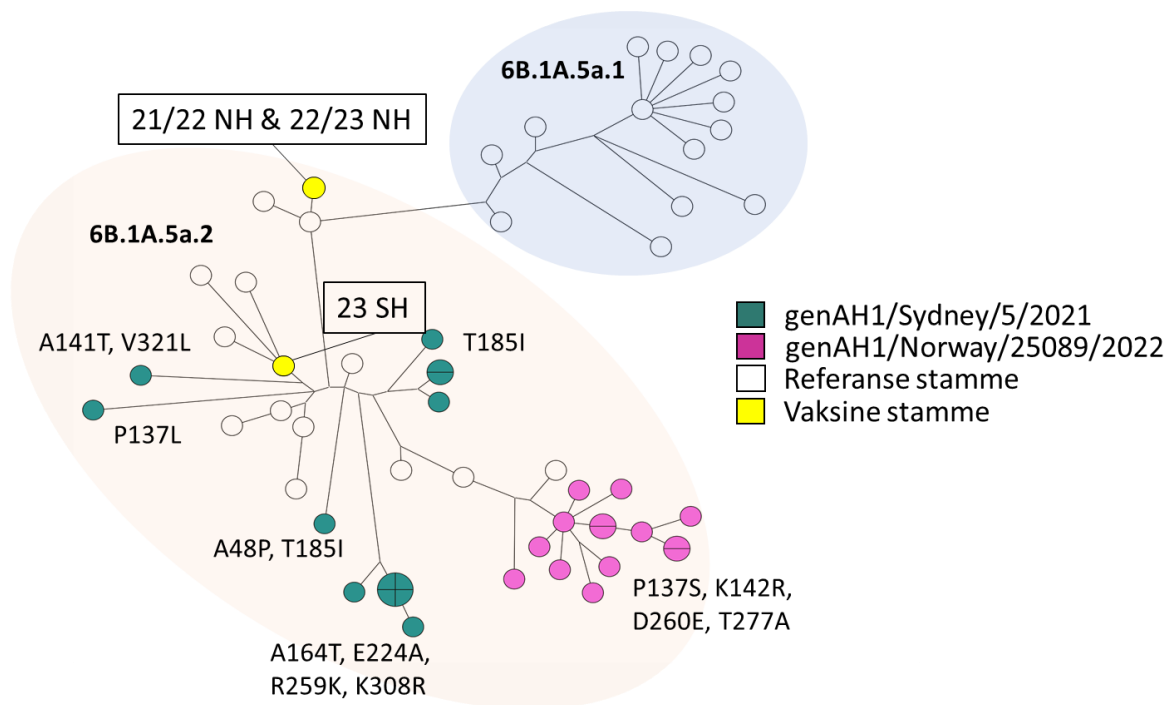 6B.1A.5a.1
21/22 NH & 22/23 NH
6B.1A.5a.2
23 SH
A141T, V321L
T185I
P137L
A48P, T185I
P137S, K142R,
D260E, T277A
A164T, E224A,
R259K, K308R
genAH1/Sydney/5/2021
genAH1/Norway/25089/2022
Referanse stamme
Vaksine stamme